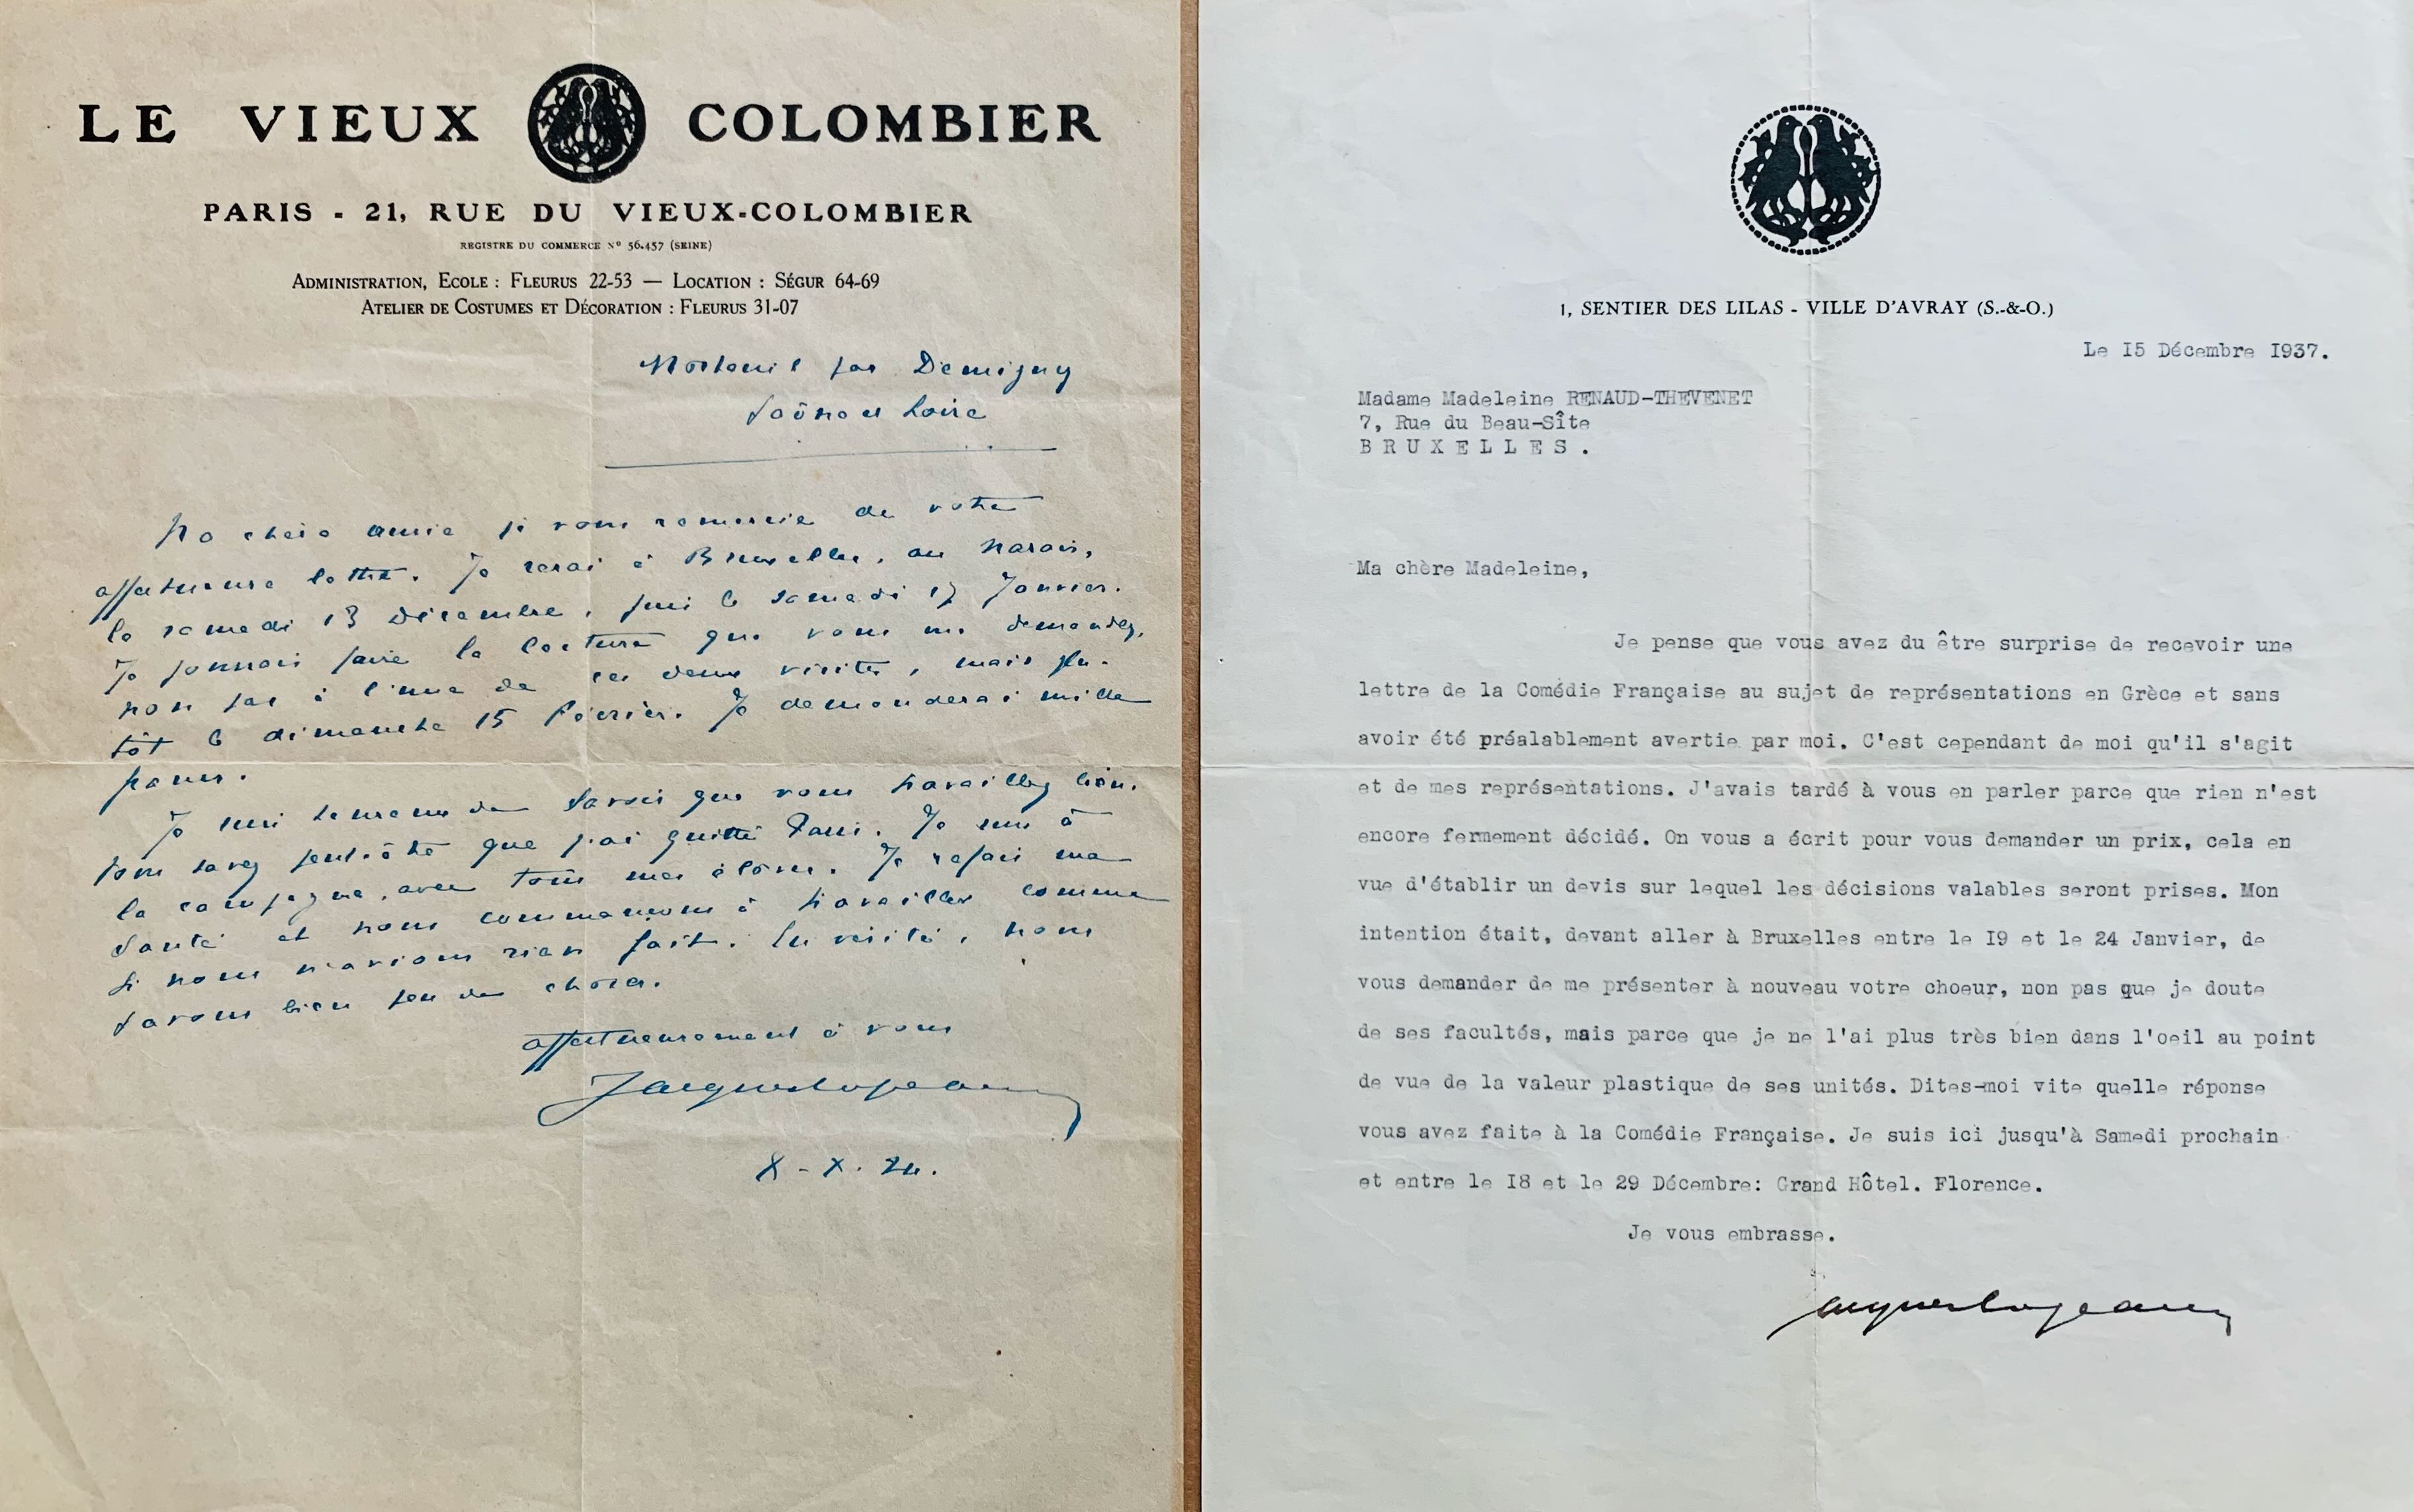 LE VIEUX COLOMBIER
PARIS - 21, RUE DU VIEUX-COLOMBIER
REGISTRE DU COMMERCE Nº 56.457 (SEINE)
ADMINISTRATION, ECOLE : FLEURUS 22-53 — LOCATION : SÉGUR 64-69
ATELIER DE COSTUMES ET DÉCORATION : FLEURUS 31-07
Morteuil par Demigny
Saône et Loire
Ma chère amie je vous remercie de votre
affectueuse lettre. Je serai à Bruxelles, au Marais,
le samedi 13 Décembre, puis le samedi 17 Janvier.
Je pourrai faire la lecture que vous me demandez,
non pas à l'une de ces deux visites, mais plu-
tôt le dimanche 15 Février. Je demanderai mille
francs.
Je suis heureux de savoir que vous travaillez bien.
Vous savez peut-être que j'ai quitté Paris. Je suis à
la campagne, avec tous mes élèves. Je refais ma
santé et nous commençons à travailler comme
si nous n'avions rien fait. En vérité, nous
savons bien peu de choses.
affectueusement à vous
Jacques Copeau
X - X. 24.
1, SENTIER DES LILAS - VILLE D'AVRAY (S.-&-O.)
Le I5 Décembre I937.
Madame Madeleine RENAUD-THEVENET
7, Rue du Beau-Sîte
B R U X E L L E S .
Ma chère Madeleine,
Je pense que vous avez du être surprise de recevoir une
lettre de la Comédie Française au sujet de représentations en Grèce et sans
avoir été préalablement avertie par moi. C'est cependant de moi qu'il s'agit
et de mes représentations. J'avais tardé à vous en parler parce que rien n'est
encore fermement décidé. On vous a écrit pour vous demander un prix, cela en
vue d'établir un devis sur lequel les décisions valables seront prises. Mon
intention était, devant aller à Bruxelles entre le I9 et le 24 Janvier, de
vous demander de me présenter à nouveau votre choeur, non pas que je doute
de ses facultés, mais parce que je ne l'ai plus très bien dans l'oeil au point
de vue de la valeur plastique de ses unités. Dites-moi vite quelle réponse
vous avez faite à la Comédie Française. Je suis ici jusqu'à Samedi prochain
et entre le I8 et le 29 Décembre: Grand Hôtel. Florence.
Je vous embrasse.
Jacques Copeau